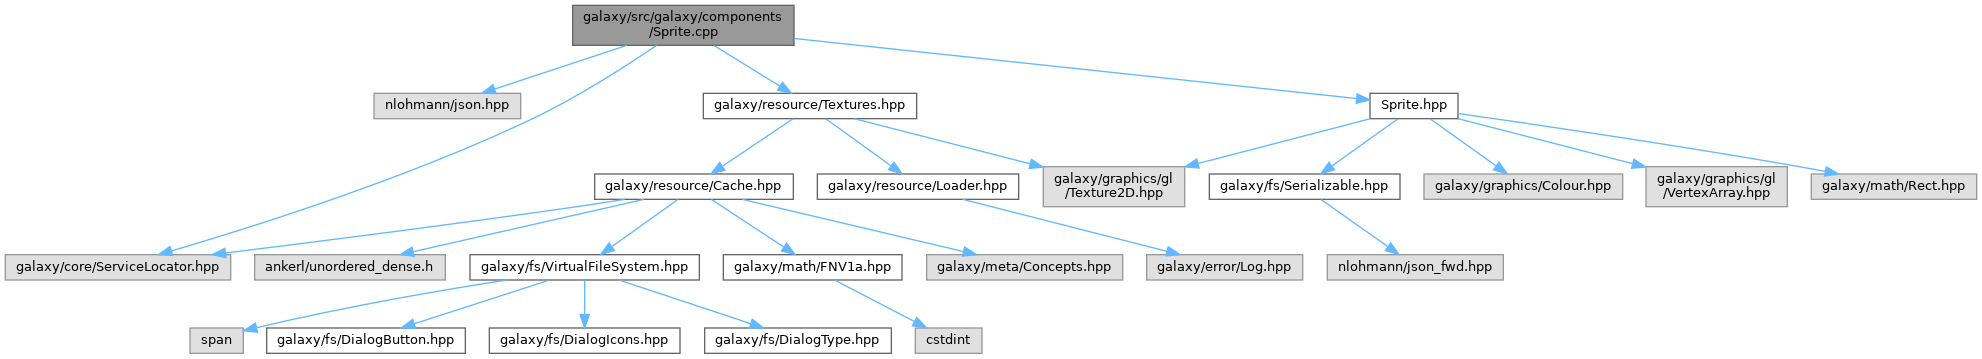 galaxy/src/galaxy/components
/Sprite.cpp
nlohmann/json.hpp
galaxy/resource/Textures.hpp
Sprite.hpp
galaxy/resource/Cache.hpp
galaxy/resource/Loader.hpp
galaxy/graphics/gl
/Texture2D.hpp
galaxy/fs/Serializable.hpp
galaxy/graphics/Colour.hpp
galaxy/graphics/gl
/VertexArray.hpp
galaxy/math/Rect.hpp
galaxy/core/ServiceLocator.hpp
ankerl/unordered_dense.h
galaxy/fs/VirtualFileSystem.hpp
galaxy/math/FNV1a.hpp
galaxy/meta/Concepts.hpp
galaxy/error/Log.hpp
nlohmann/json_fwd.hpp
span
galaxy/fs/DialogButton.hpp
galaxy/fs/DialogIcons.hpp
galaxy/fs/DialogType.hpp
cstdint